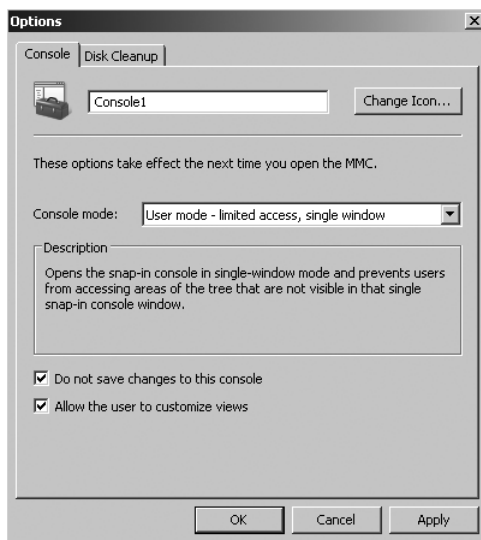 Options
Console
Disk Cleanup
Console1
Change Icon...
These options take effect the next time you open the MMC.
Console mode:
User mode - limited access, single window
Description
Opens the snap-in console in single-window mode and prevents users
from accessing areas of the tree that are not visible in that single
snap-in console window.
Do not save changes to this console
Allow the user to customize views
OK
Cancel
Apply